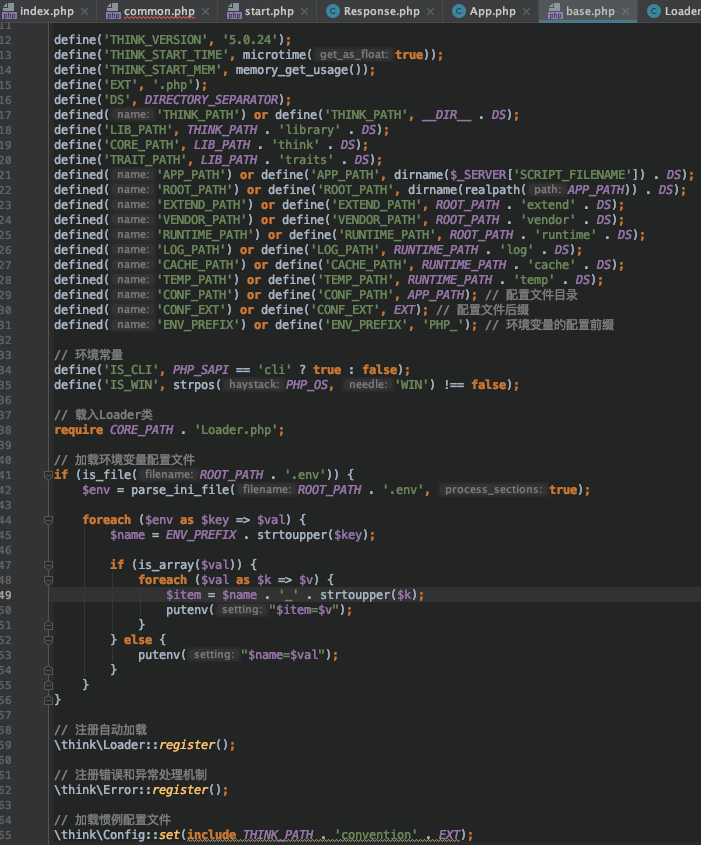 index.php
common.php
start.php
Response.php
App.php
base.php
Loader
11
12 define('THINK_VERSION', '5.0.24');
13 define('THINK_START_TIME', microtime( get_as_float: true));
14 define('THINK_START_MEM', memory_get_usage());
15 define('EXT', '.php');
16 define('DS', DIRECTORY_SEPARATOR);
17 defined( name: 'THINK_PATH') or define('THINK_PATH', __DIR__ . DS);
18 define('LIB_PATH', THINK_PATH . 'library' . DS);
19 define('CORE_PATH', LIB_PATH . 'think' . DS);
20 define('TRAIT_PATH', LIB_PATH . 'traits' . DS);
21 defined( name: 'APP_PATH') or define('APP_PATH', dirname($_SERVER['SCRIPT_FILENAME']) . DS);
22 defined( name: 'ROOT_PATH') or define('ROOT_PATH', dirname(realpath( path: APP_PATH)) . DS);
23 defined( name: 'EXTEND_PATH') or define('EXTEND_PATH', ROOT_PATH . 'extend' . DS);
24 defined( name: 'VENDOR_PATH') or define('VENDOR_PATH', ROOT_PATH . 'vendor' . DS);
25 defined( name: 'RUNTIME_PATH') or define('RUNTIME_PATH', ROOT_PATH . 'runtime' . DS);
26 defined( name: 'LOG_PATH') or define('LOG_PATH', RUNTIME_PATH . 'log' . DS);
27 defined( name: 'CACHE_PATH') or define('CACHE_PATH', RUNTIME_PATH . 'cache' . DS);
28 defined( name: 'TEMP_PATH') or define('TEMP_PATH', RUNTIME_PATH . 'temp' . DS);
29 defined( name: 'CONF_PATH') or define('CONF_PATH', APP_PATH); // 配置文件目录
30 defined( name: 'CONF_EXT') or define('CONF_EXT', EXT); // 配置文件后缀
31 defined( name: 'ENV_PREFIX') or define('ENV_PREFIX', 'PHP_'); // 环境变量的配置前缀
32
33 // 环境常量
34 define('IS_CLI', PHP_SAPI == 'cli' ? true : false);
35 define('IS_WIN', strpos( haystack: PHP_OS, needle: 'WIN') !== false);
36
37 // 载入Loader类
38 require CORE_PATH . 'Loader.php';
39
40 // 加载环境变量配置文件
41 if (is_file( filename: ROOT_PATH . '.env')) {
42 $env = parse_ini_file( filename: ROOT_PATH . '.env', process_sections: true);
43
44 foreach ($env as $key => $val) {
45 $name = ENV_PREFIX . strtoupper($key);
46
47 if (is_array($val)) {
48 foreach ($val as $k => $v) {
49 $item = $name . '_' . strtoupper($k);
50 putenv( setting: "$item=$v");
51 }
52 } else {
53 putenv( setting: "$name=$val");
54 }
55 }
56 }
57
58 // 注册自动加载
59 \think\Loader::register();
60
61 // 注册错误和异常处理机制
62 \think\Error::register();
63
64 // 加载惯例配置文件
65 \think\Config::set(include THINK_PATH . 'convention' . EXT);